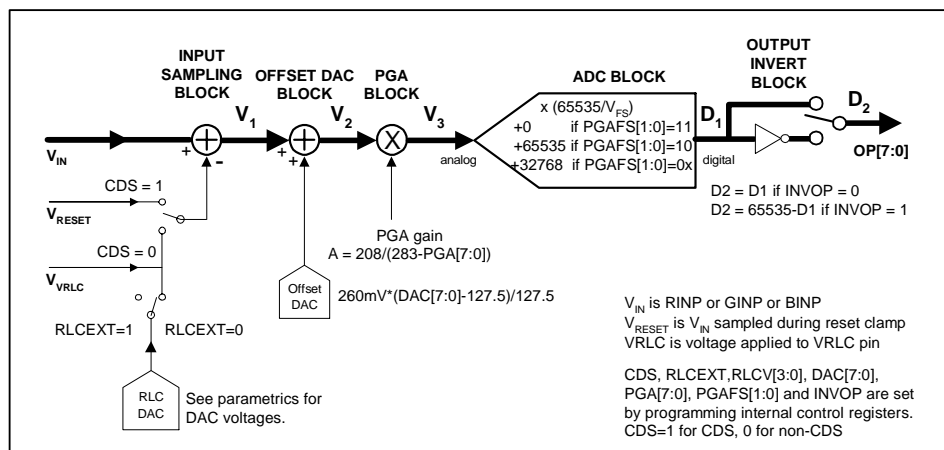 INPUT
SAMPLING
BLOCK
OFFSET DAC
BLOCK
PGA
BLOCK
ADC BLOCK
OUTPUT
INVERT
BLOCK
V1
V2
V3
D1
D2
x (65535/VFS)
+0 if PGAFS[1:0]=11
+65535 if PGAFS[1:0]=10
+32768 if PGAFS[1:0]=0x
+
-
+
+
+
X
analog
digital
OP[7:0]
VIN
CDS = 1
VRESET
CDS = 0
VVRLC
RLCEXT=1
RLCEXT=0
RLC
DAC
See parametrics for
DAC voltages.
Offset
DAC
260mV*(DAC[7:0]-127.5)/127.5
PGA gain
A = 208/(283-PGA[7:0])
D2 = D1 if INVOP = 0
D2 = 65535-D1 if INVOP = 1
VIN is RINP or GINP or BINP
VRESET is VIN sampled during reset clamp
VRLC is voltage applied to VRLC pin
CDS, RLCEXT,RLCV[3:0], DAC[7:0],
PGA[7:0], PGAFS[1:0] and INVOP are set
by programming internal control registers.
CDS=1 for CDS, 0 for non-CDS